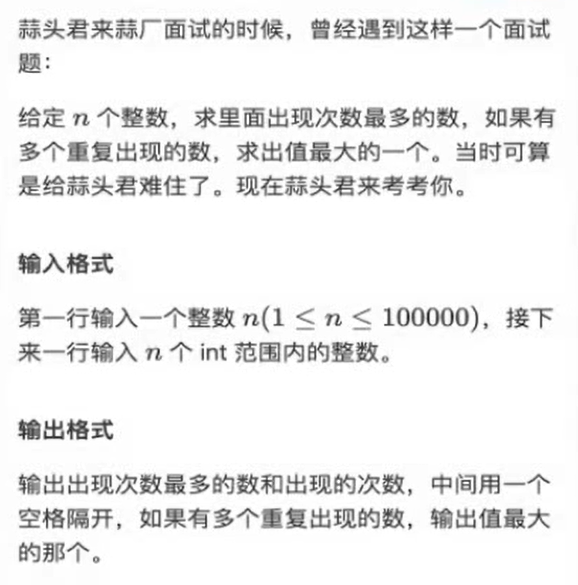 蒜头君来蒜厂面试的时候，曾经遇到这样一个面试
题：
给定 n 个整数，求里面出现次数最多的数，如果有
多个重复出现的数，求出值最大的一个。当时可算
是给蒜头君难住了。现在蒜头君来考考你。
输入格式
第一行输入一个整数 n(1 ≤ n ≤ 100000)，接下
来一行输入 n 个 int 范围内的整数。
输出格式
输出出现次数最多的数和出现的次数，中间用一个
空格隔开，如果有多个重复出现的数，输出值最大
的那个。